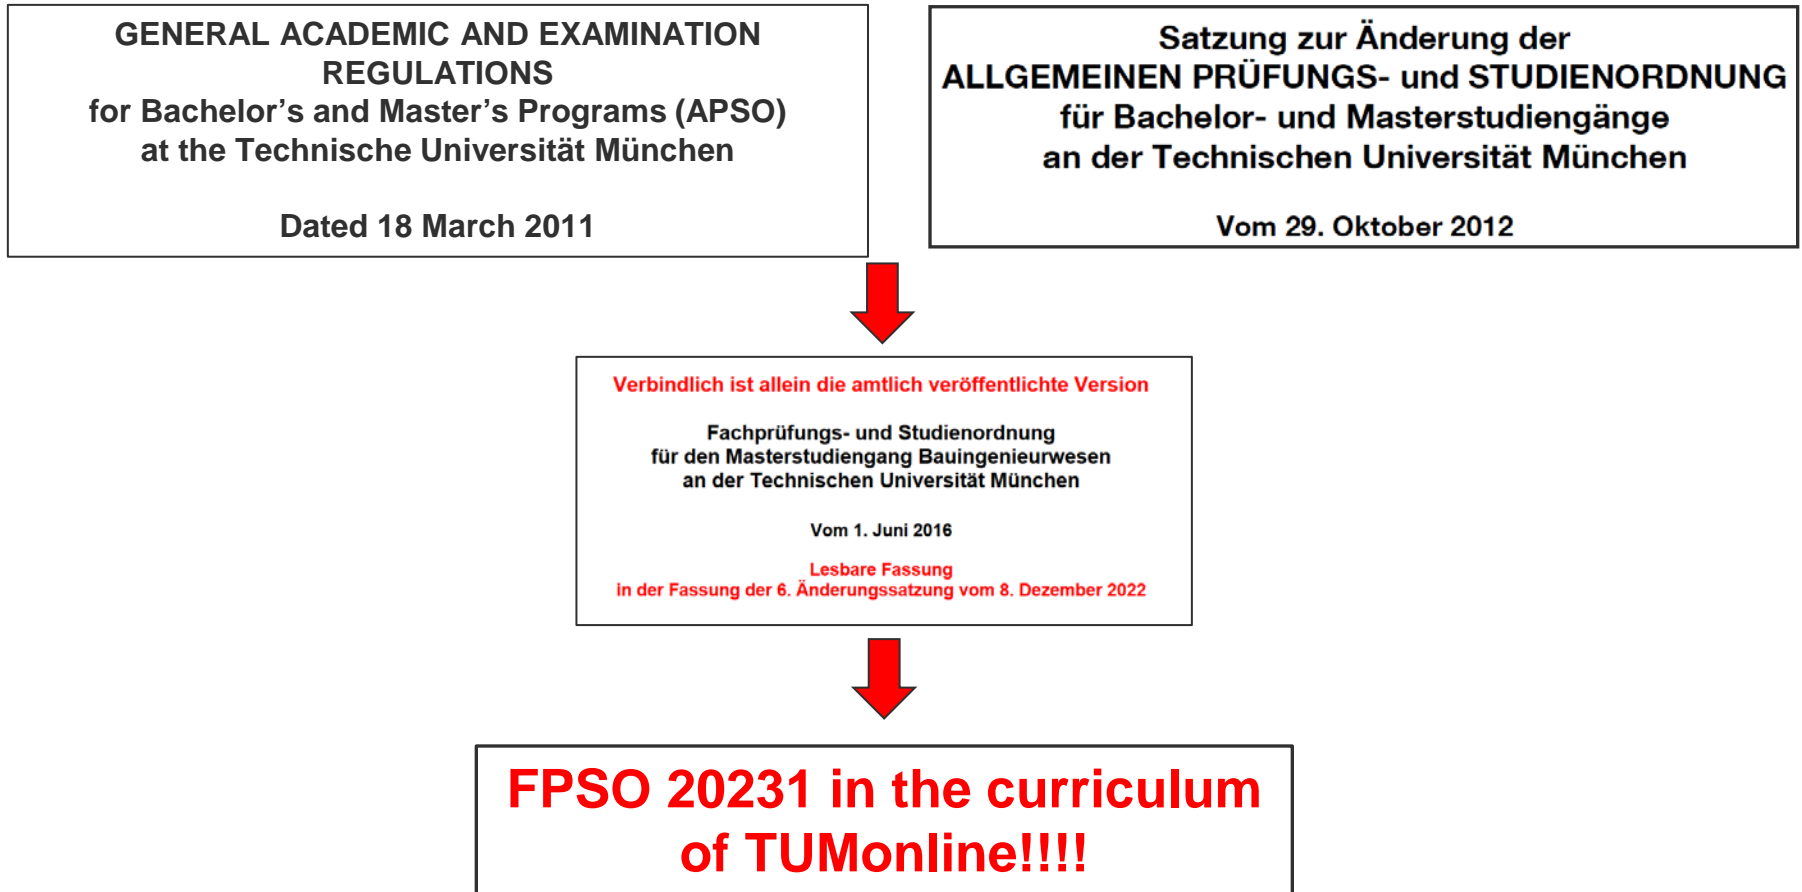 GENERAL ACADEMIC AND EXAMINATION
REGULATIONS
for Bachelor’s and Master’s Programs (APSO)
at the Technische Universität München
Dated 18 March 2011
Satzung zur Änderung der
ALLGEMEINEN PRÜFUNGS- und STUDIENORDNUNG
für Bachelor- und Masterstudiengänge
an der Technischen Universität München
Vom 29. Oktober 2012
Verbindlich ist allein die amtlich veröffentlichte Version
Fachprüfungs- und Studienordnung
für den Masterstudiengang Bauingenieurwesen
an der Technischen Universität München
Vom 1. Juni 2016
Lesbare Fassung
in der Fassung der 6. Änderungssatzung vom 8. Dezember 2022
FPSO 20231 in the curriculum
of TUMonline!!!!